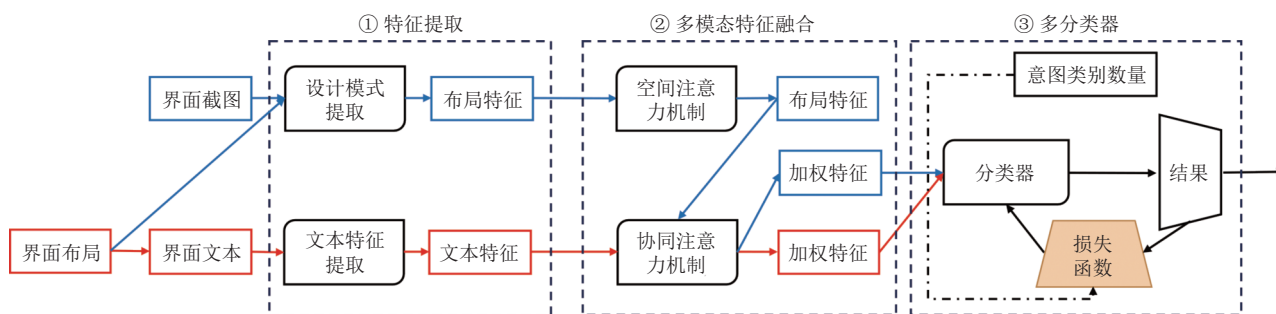 ① 特征提取
② 多模态特征融合
③ 多分类器
界面截图
设计模式
提取
布局特征
空间注意
力机制
布局特征
意图类别数量
加权特征
分类器
结果
界面布局
界面文本
文本特征
提取
文本特征
协同注意
力机制
加权特征
损失
函数